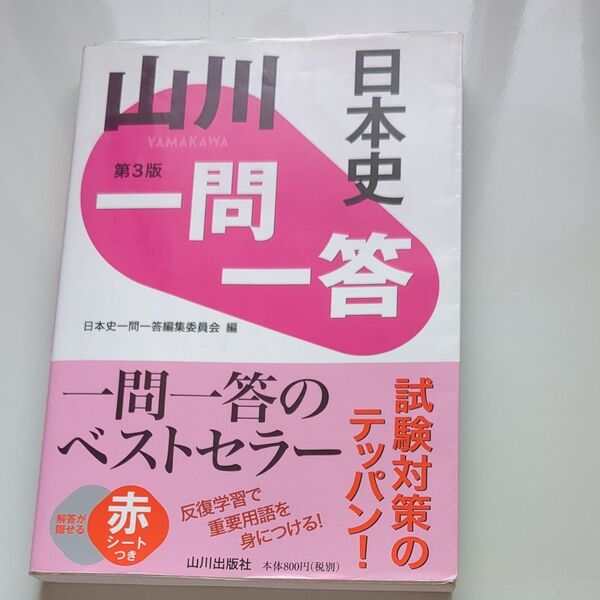 山川
YAMAKAWA
日本史
第3版
一問
一答
日本史一問一答編集委員会 編
一問一答の
ベストセラー
試験対策の
テッパン!
解答が
隠せる
赤
シート
つき
反復学習で
重要用語を
身につける!
山川出版社 本体800円(税別)